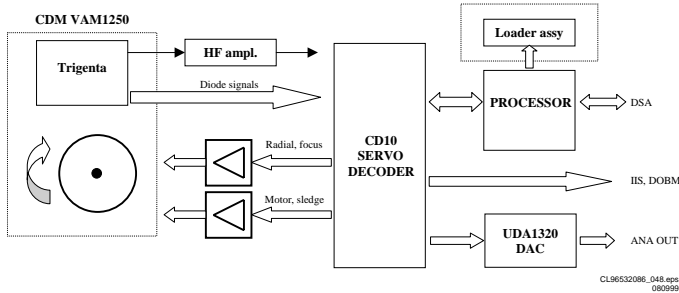 CDM VAM1250
Loader assy
HF ampl.
Trigenta
Diode signals
PROCESSOR
DSA
CD10
SERVO
DECODER
Radial, focus
IIS, DOBM
Motor, sledge
UDA1320
DAC
ANA OUT
CL96532086_048.eps
080999